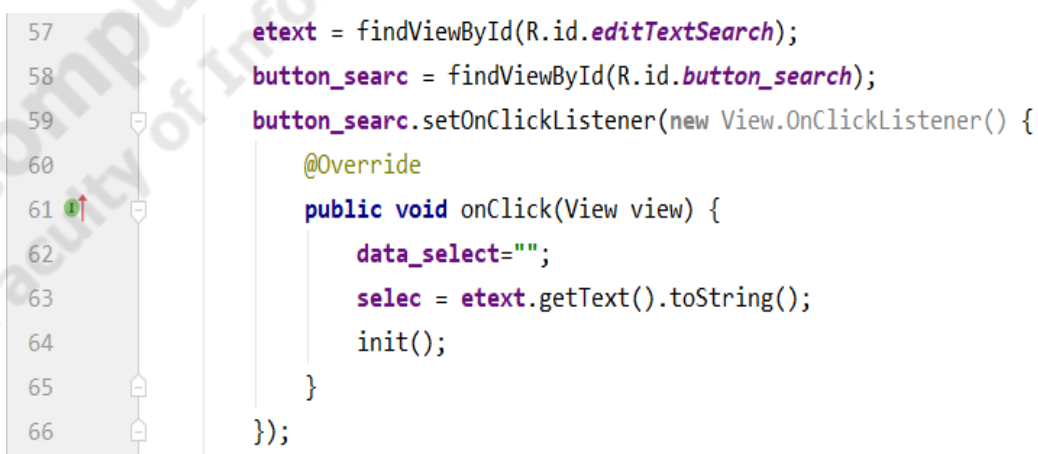 57 etext = findViewById(R.id.editTextSearch);
58 button_searc = findViewById(R.id.button_search);
59 button_searc.setOnClickListener(new View.OnClickListener() {
60 @Override
61 public void onClick(View view) {
62 data_select="";
63 selec = etext.getText().toString();
64 init();
65 }
66 });